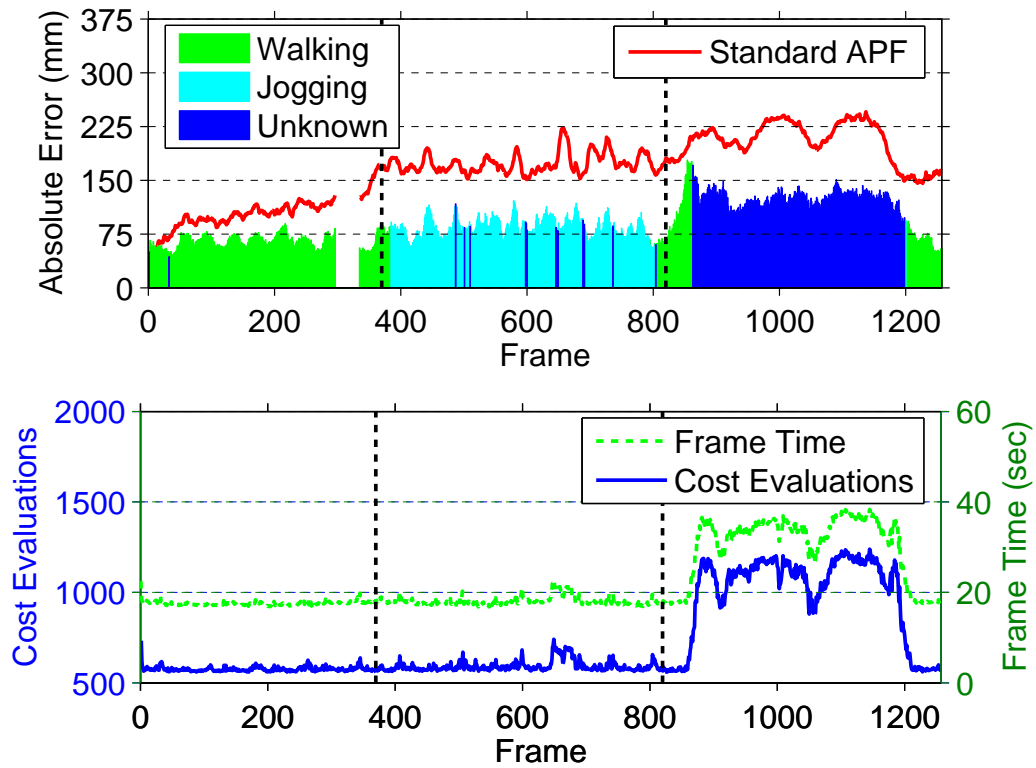 375
300
225
150
75
0
Absolute Error (mm)
Walking
Jogging
Unknown
Standard APF
0 200 400 600 800 1000 1200
Frame
2000
1500
1000
500
Cost Evaluations
Frame Time
Cost Evaluations
60
40
20
0
Frame Time (sec)
0 200 400 600 800 1000 1200
Frame